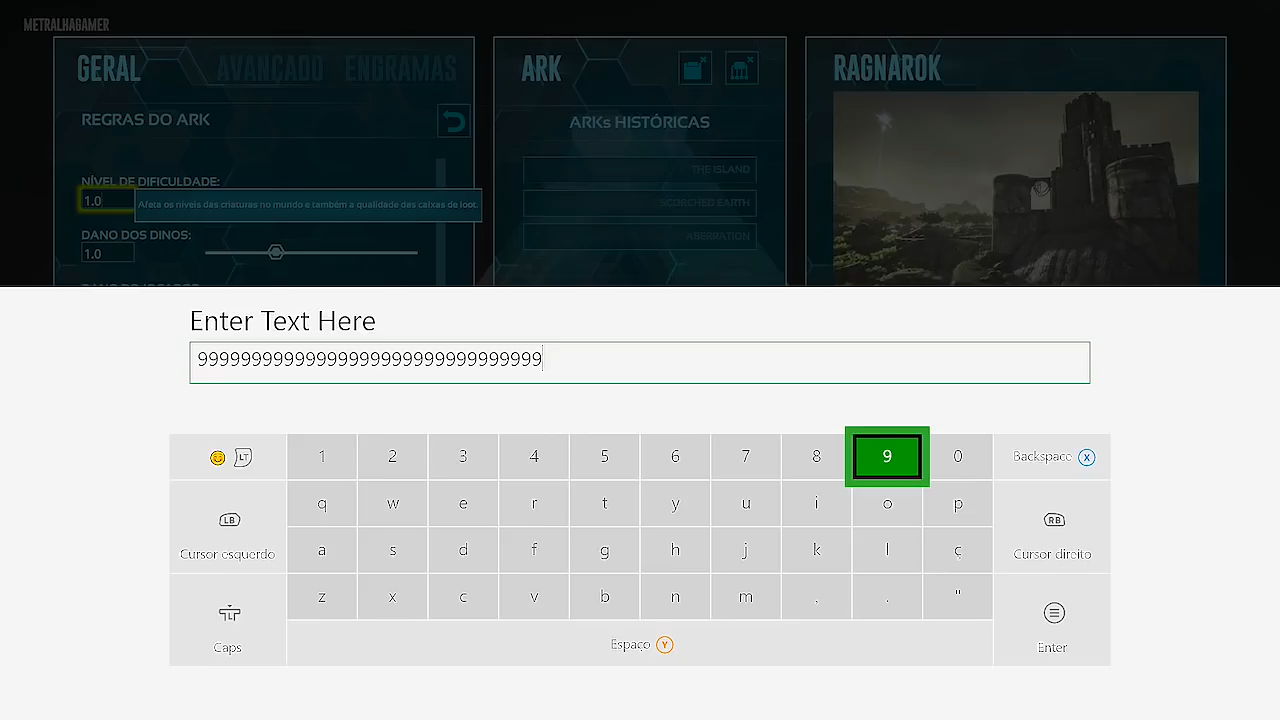 METRALHAGAMER
GERAL AVANÇADO ENGRAMAS
REGRAS DO ARK
NÍVEL DE DIFICULDADE:
1.0
Afeta os níveis das criaturas no mundo e também a qualidade das caixas de loot.
DANO DOS DINOS:
1.0
ARK
ARKs HISTÓRICAS
THE ISLAND
SCORCHED EARTH
ABERRATION
RAGNAROK
Enter Text Here
99999999999999999999999999999999
LT 1 2 3 4 5 6 7 8 9 0 Backspace X
q w e r t y u i o p
LB Cursor esquerdo
a s d f g h j k l ç
RB Cursor direito
z x c v b n m , . "
LT Caps
Espaço Y
Enter